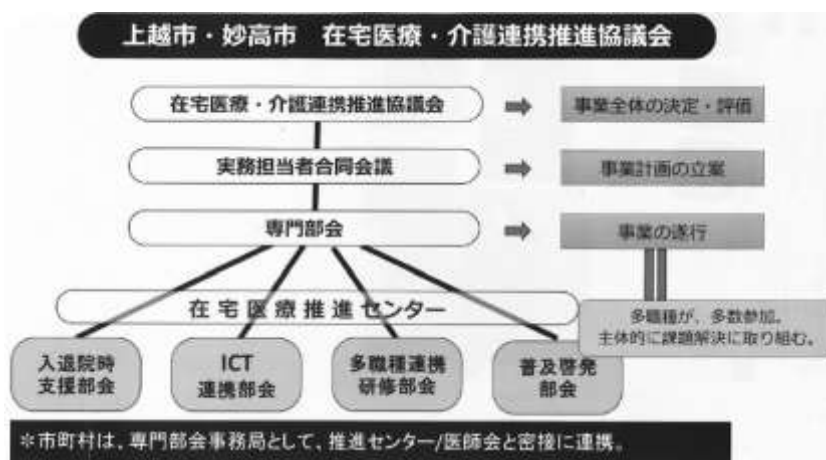 上越市・妙高市 在宅医療・介護連携推進協議会
在宅医療・介護連携推進協議会
事業全体の決定・評価
実務担当者合同会議
事業計画の立案
専門部会
事業の遂行
在宅医療推進センター
多職種が、多数参加。
主体的に課題解決に取り組む。
入退院時
支援部会
ICT
連携部会
多職種連携
研修部会
普及啓発
部会
※市町村は、専門部会事務局として、推進センター/医師会と密接に連携。